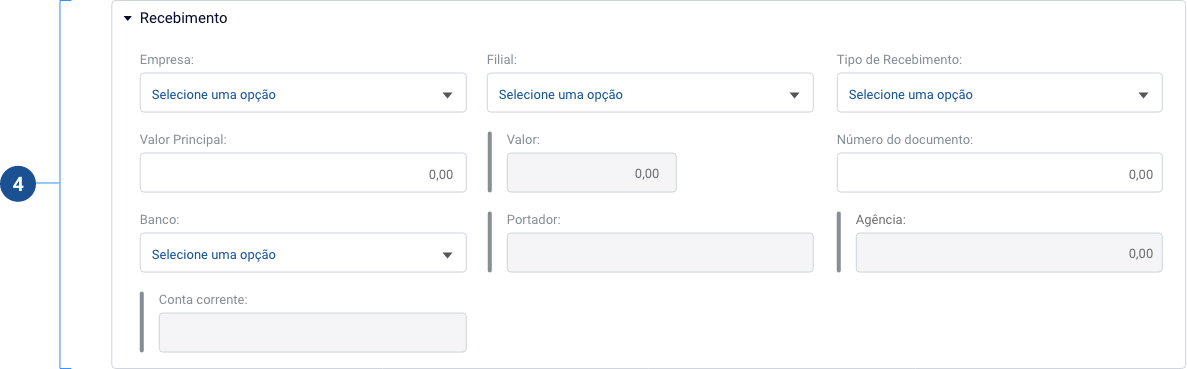 Recebimento
Empresa:
Filial:
Tipo de Recebimento:
Selecione uma opção
Selecione uma opção
Selecione uma opção
Valor Principal:
Valor:
Número do documento:
0,00
0,00
0,00
4
Banco:
Portador:
Agência:
Selecione uma opção
0,00
Conta corrente: